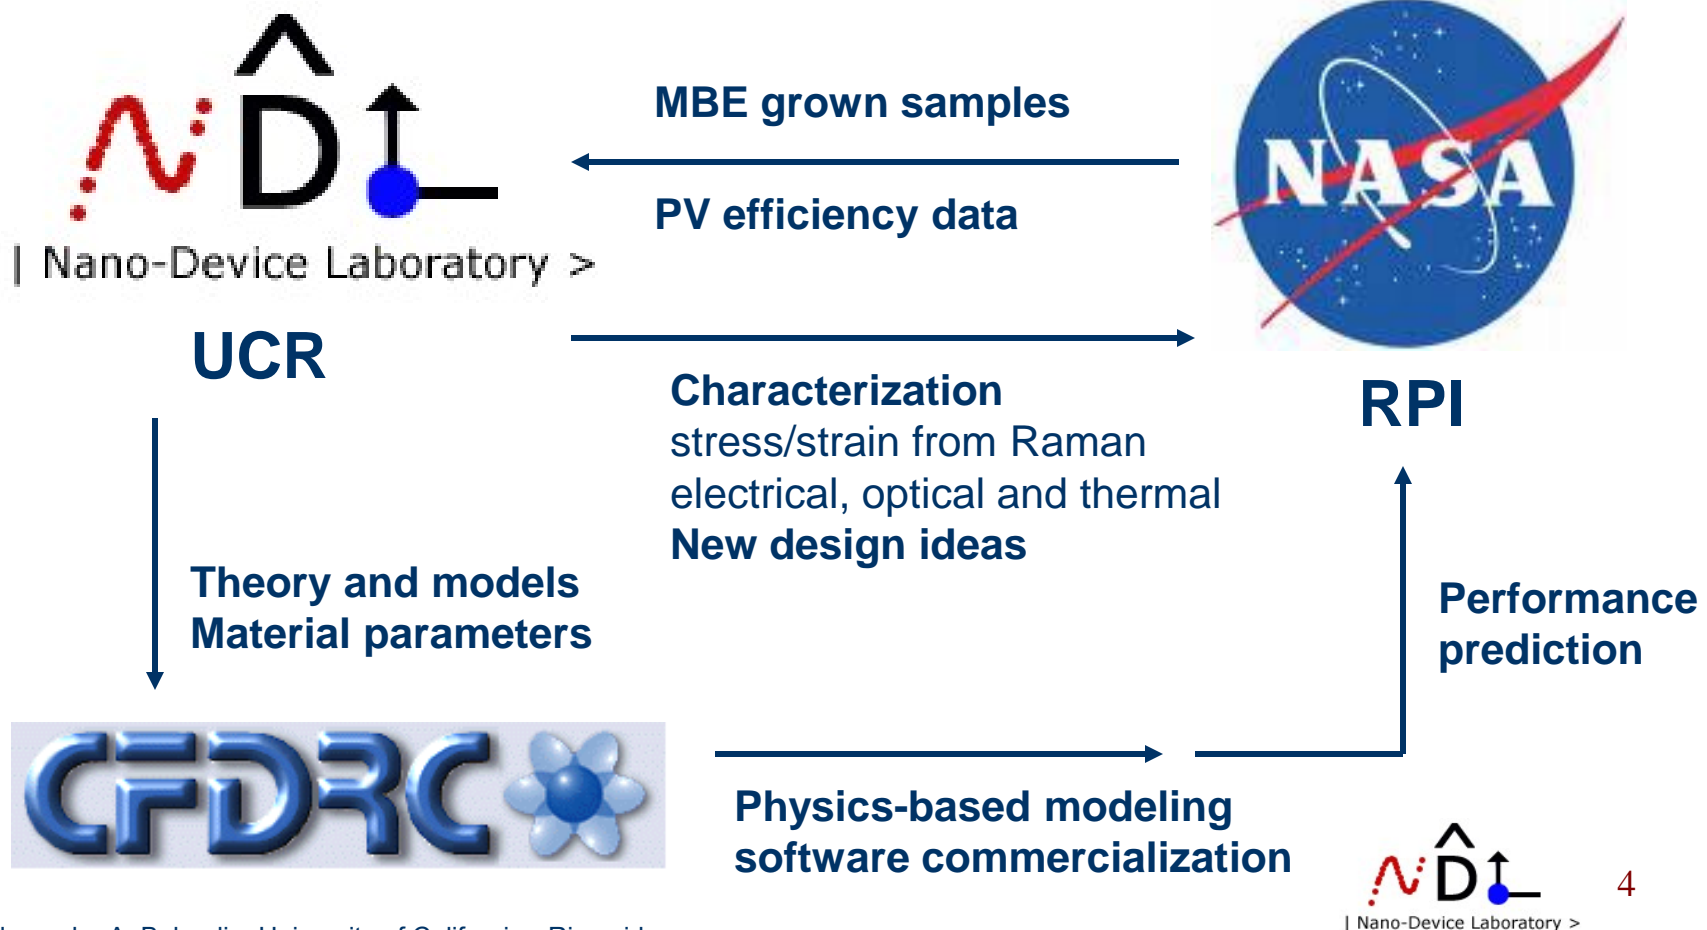 NDL
| Nano-Device Laboratory >
UCR
MBE grown samples
PV efficiency data
NASA
RPI
Characterization
stress/strain from Raman
electrical, optical and thermal
New design ideas
Theory and models
Material parameters
Performance
prediction
CFDRC
Physics-based modeling
software commercialization
NDL
| Nano-Device Laboratory >
4